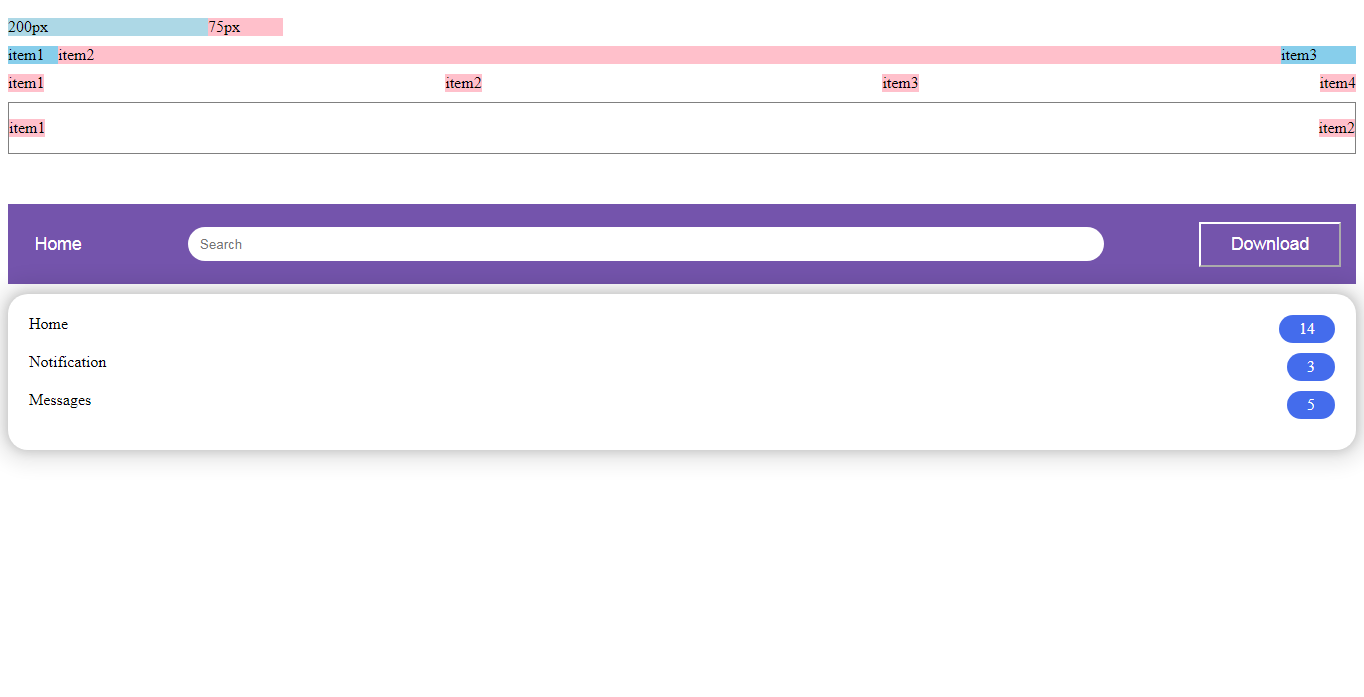 200px 75px
item1 item2 item3
item1 item2 item3 item4
item1 item2
Home Search Download
Home 14
Notification 3
Messages 5